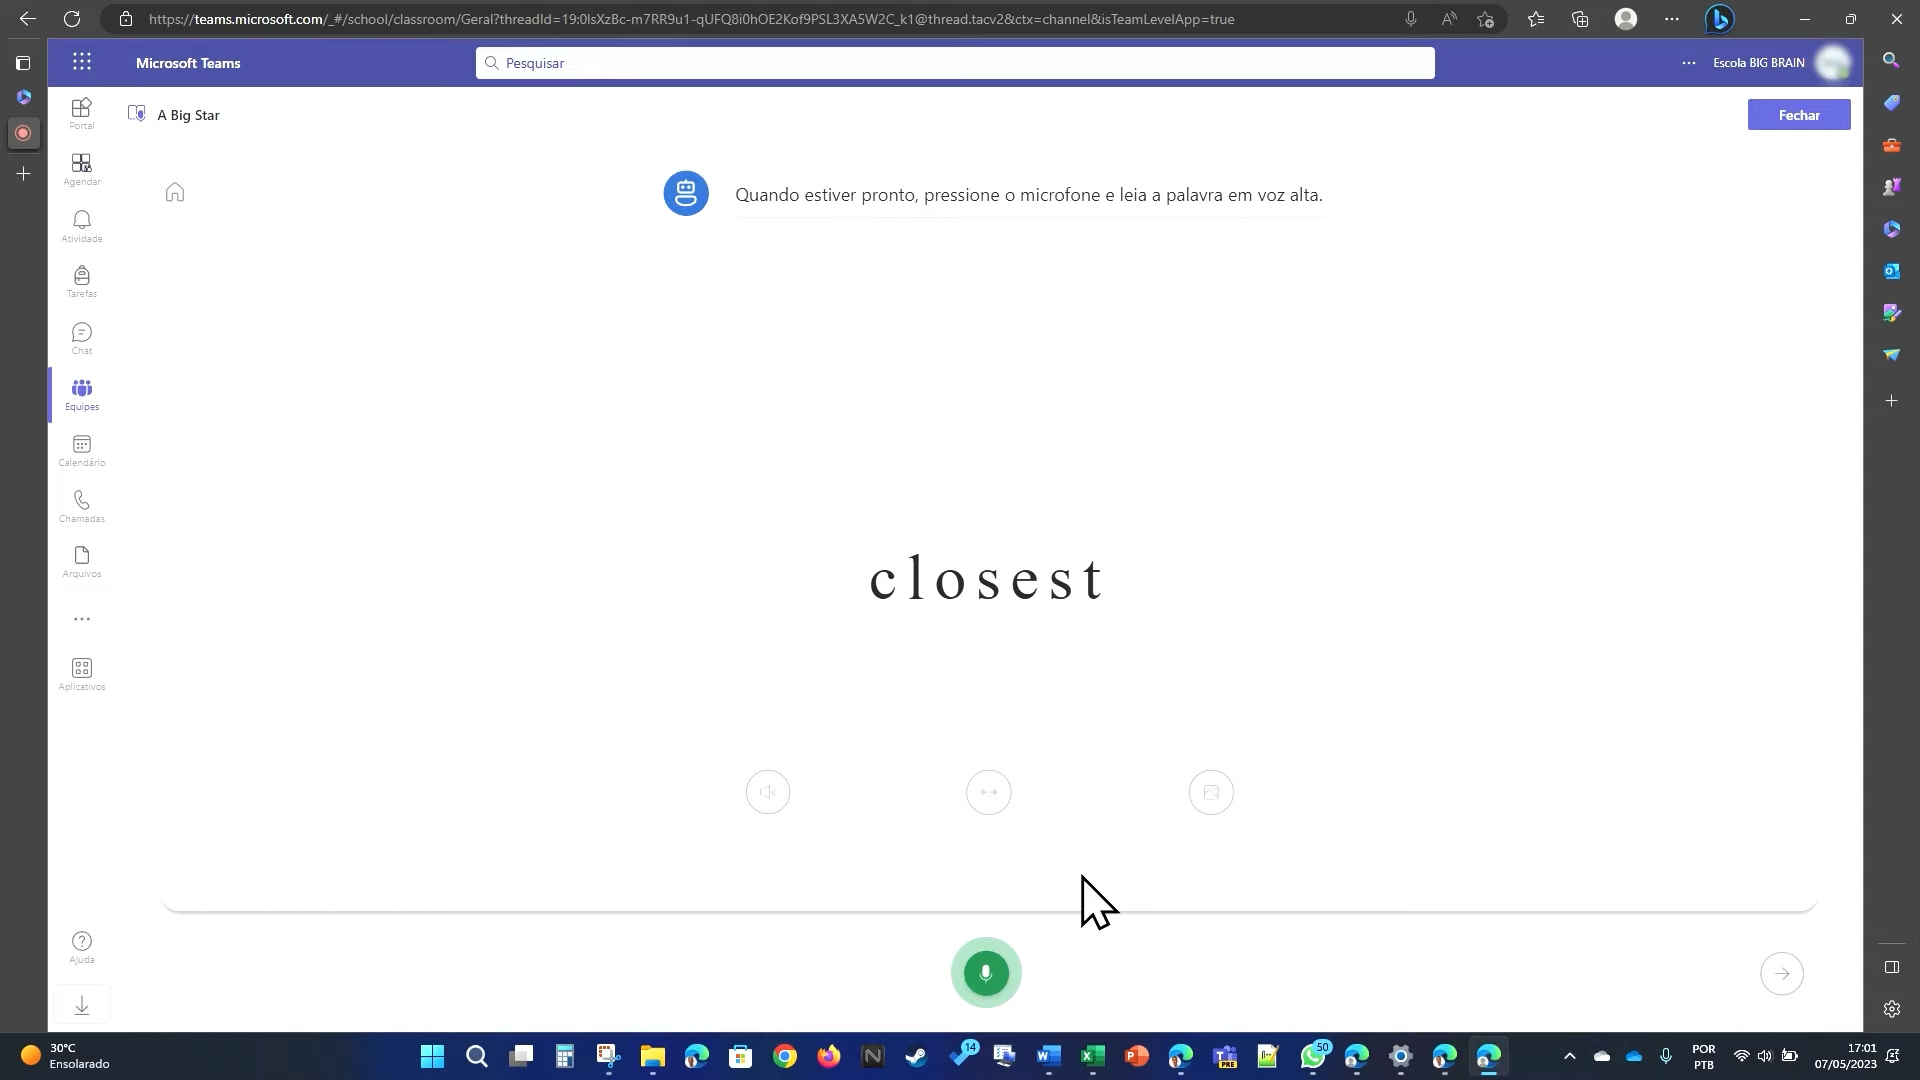 https://teams.microsoft.com/_#/school/classroom/Geral?threadId=19:0lsXzBc-m7RR9u1-qUFQ8i0hOE2Kof9PSL3XA5W2C_k1@thread.tacv2&ctx=channel&isTeamLevelApp=true
Microsoft Teams
Pesquisar
Escola BIG BRAIN
A Big Star
Fechar
Portal
Agendar
Atividade
Tarefas
Chat
Equipes
Calendário
Chamadas
Arquivos
Aplicativos
Ajuda
Quando estiver pronto, pressione o microfone e leia a palavra em voz alta.
closest
30°C
Ensolarado
14
PRE
50
POR
PTB
17:01
07/05/2023